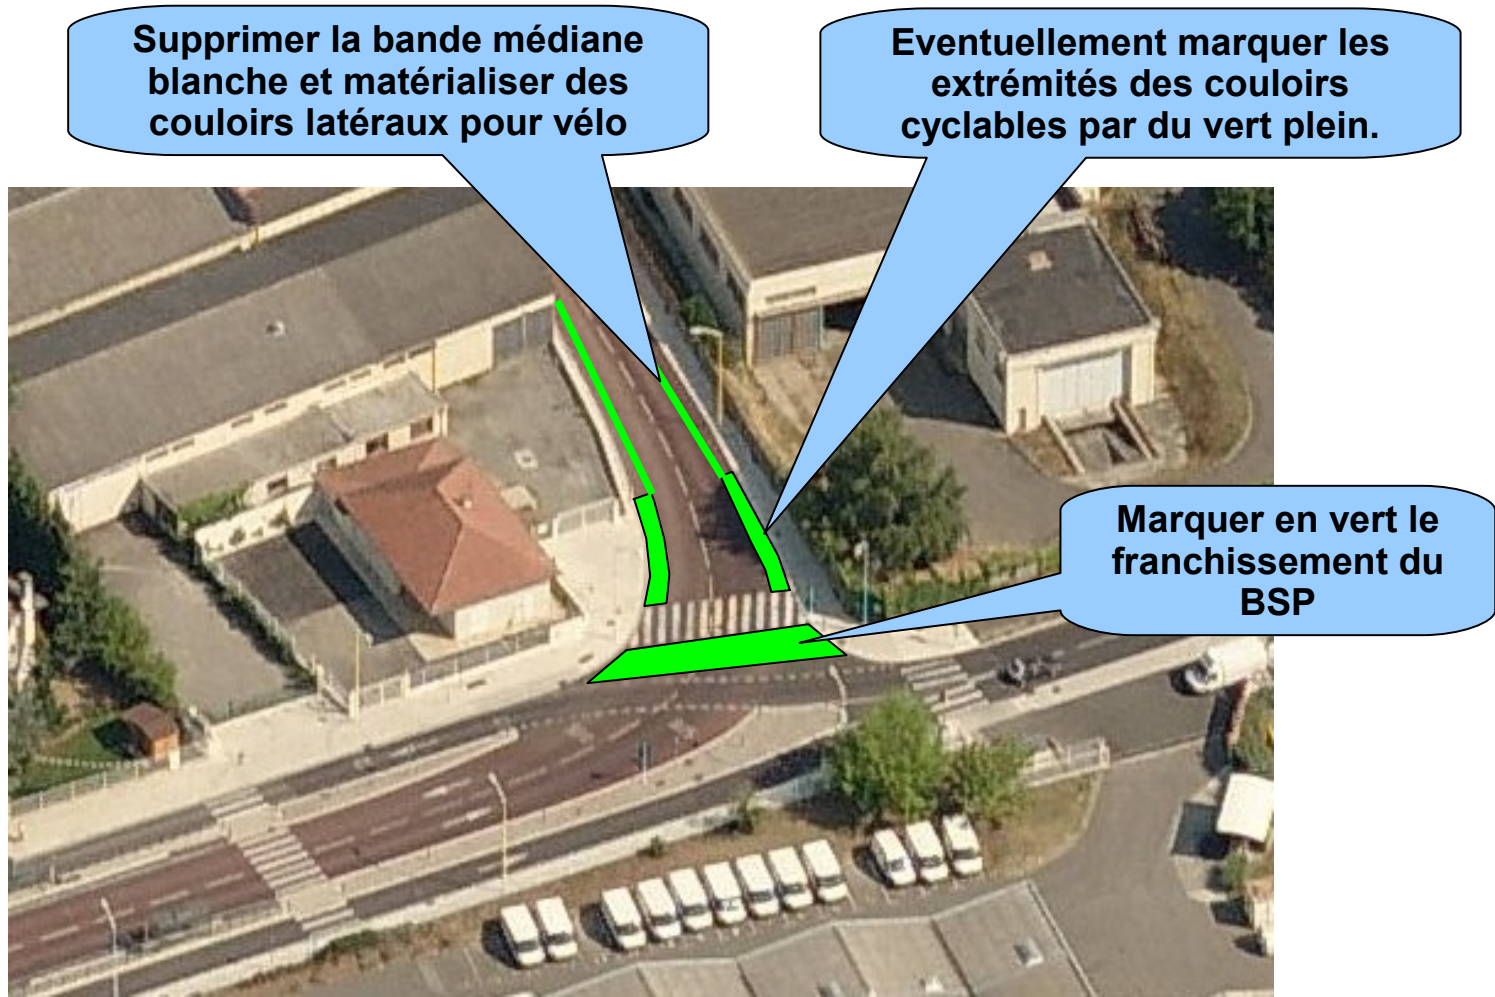 Supprimer la bande médiane
blanche et matérialiser des
couloirs latéraux pour vélo
Eventuellement marquer les
extrémités des couloirs
cyclables par du vert plein.
Marquer en vert le
franchissement du
BSP